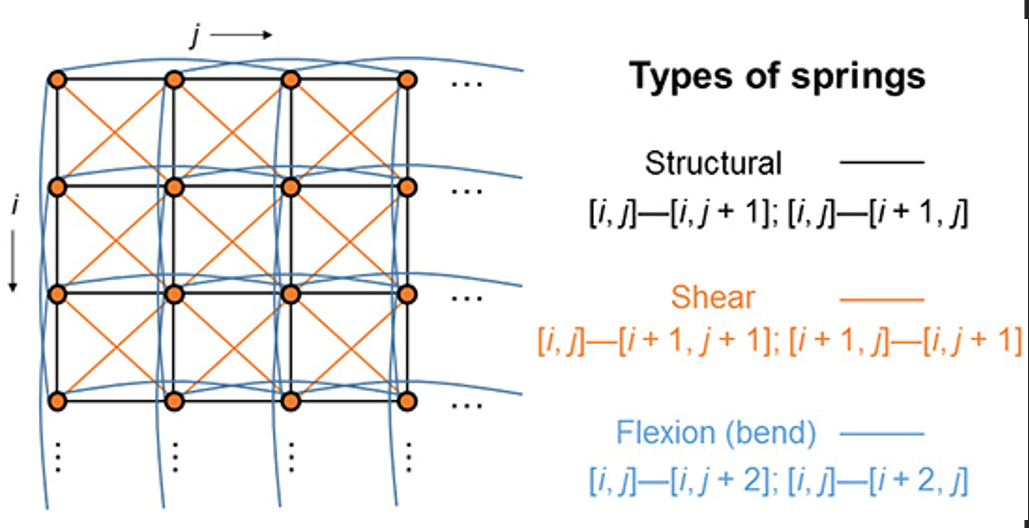 j
Types of springs
...
Structural
[i, j]—[i, j + 1]; [i, j]—[i + 1, j]
...
i
Shear
...
[i, j]—[i + 1, j + 1]; [i + 1, j]—[i, j + 1]
...
Flexion (bend)
[i, j]—[i, j + 2]; [i, j]—[i + 2, j]